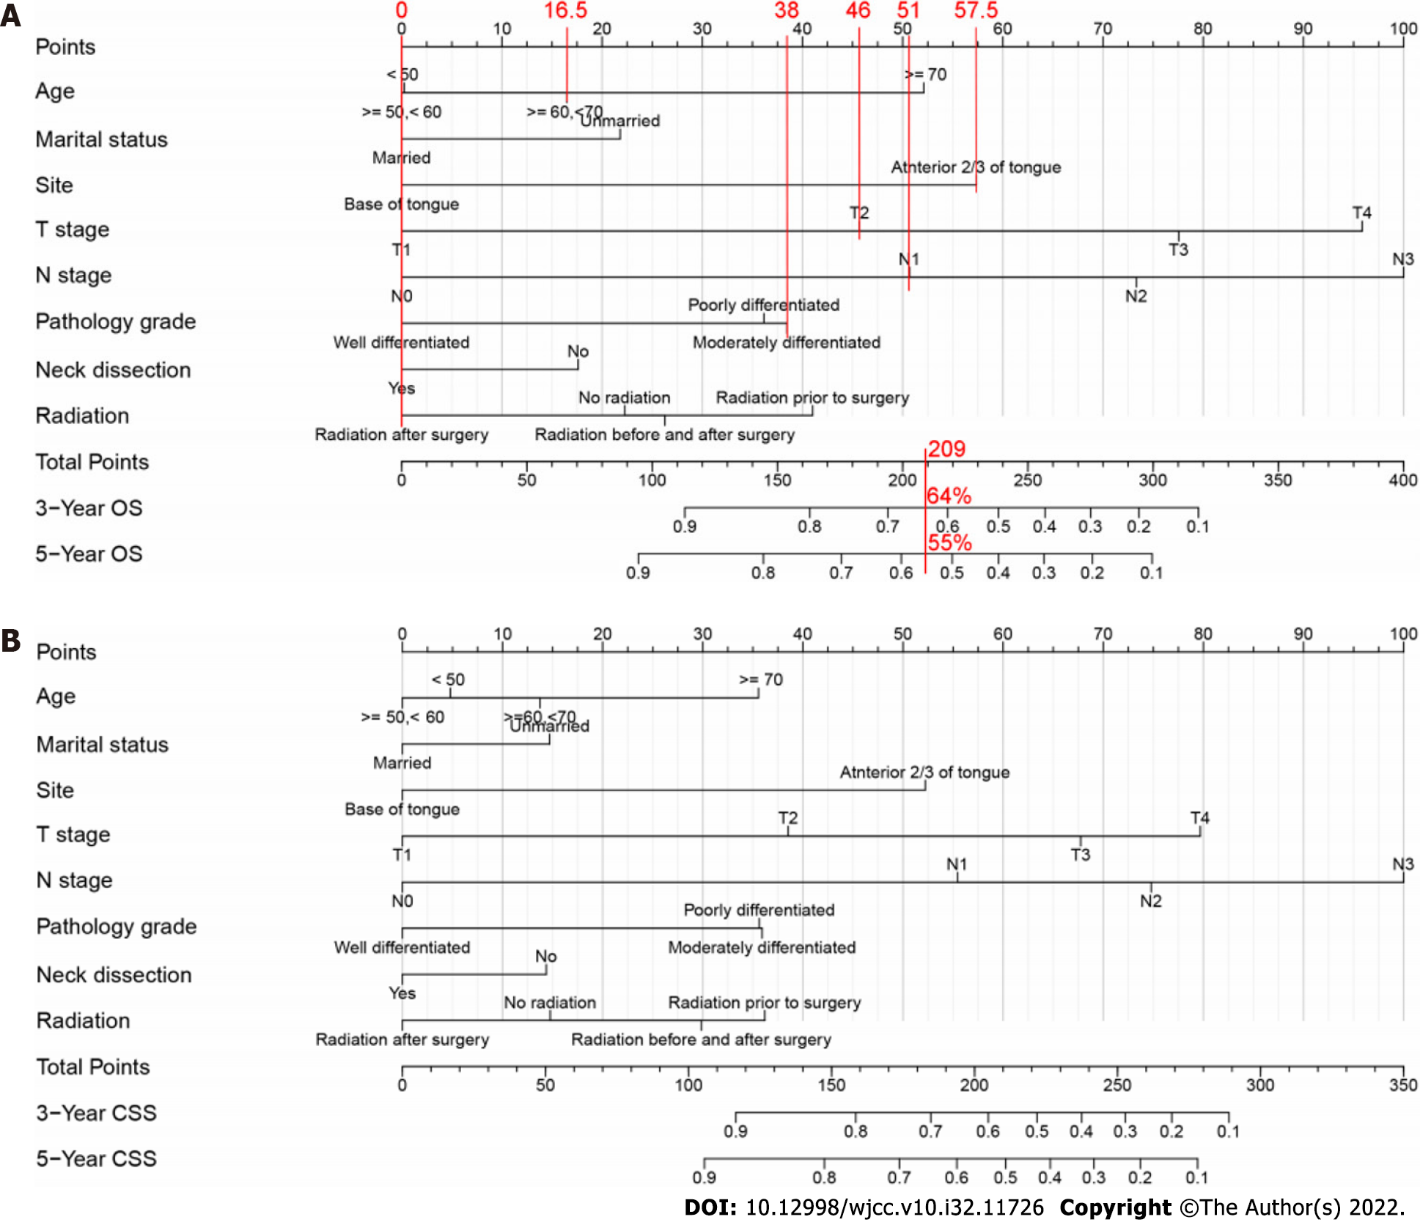 A
0 16.5 38 46 51 57.5
Points 0 10 20 30 40 50 60 70 80 90 100
< 50 >= 70
Age
>= 50,< 60 >= 60,<70
Unmarried
Marital status
Married
Atnterior 2/3 of tongue
Site
Base of tongue
T2 T4
T stage
T1 T3
N1 N3
N stage
N0 N2
Poorly differentiated
Pathology grade
Well differentiated Moderately differentiated
No
Neck dissection
Yes
No radiation Radiation prior to surgery
Radiation
Radiation after surgery Radiation before and after surgery
209
Total Points
0 50 100 150 200 250 300 350 400
64%
3−Year OS
0.9 0.8 0.7 0.6 0.5 0.4 0.3 0.2 0.1
55%
5−Year OS
0.9 0.8 0.7 0.6 0.5 0.4 0.3 0.2 0.1
B
0 10 20 30 40 50 60 70 80 90 100
Points
< 50 >= 70
Age
>= 50,< 60 >=60,<70
Unmarried
Marital status
Married
Atnterior 2/3 of tongue
Site
Base of tongue
T2 T4
T stage
T1 T3
N1 N3
N stage
N0 N2
Poorly differentiated
Pathology grade
Well differentiated Moderately differentiated
No
Neck dissection
Yes
No radiation Radiation prior to surgery
Radiation
Radiation after surgery Radiation before and after surgery
Total Points
0 50 100 150 200 250 300 350
3−Year CSS
0.9 0.8 0.7 0.6 0.5 0.4 0.3 0.2 0.1
5−Year CSS
0.9 0.8 0.7 0.6 0.5 0.4 0.3 0.2 0.1
DOI: 10.12998/wjcc.v10.i32.11726 Copyright ©The Author(s) 2022.